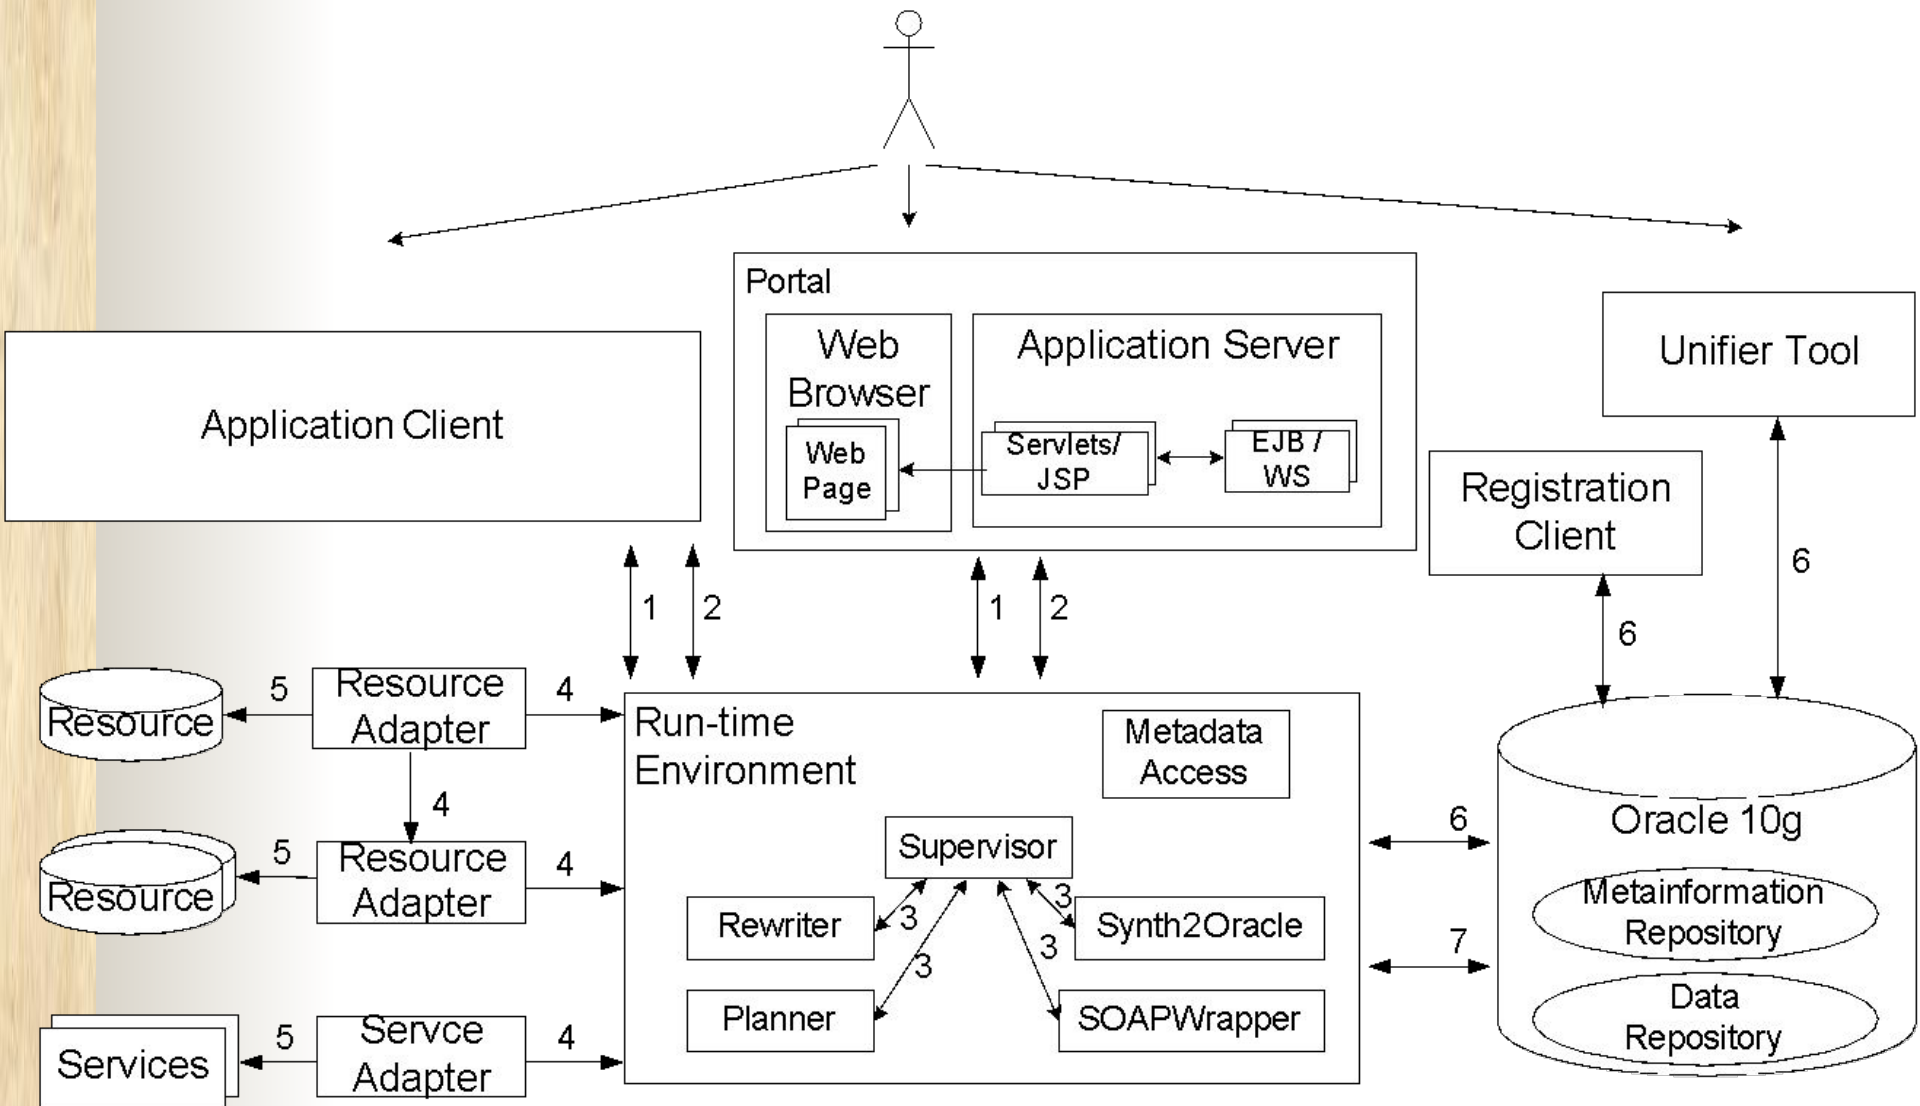 Portal
Web
Browser
Application Server
Unifier Tool
Application Client
Web
Page
Servlets/
JSP
EJB /
WS
Registration
Client
6
1
2
1
2
6
5
Resource
Adapter
4
Resource
Run-time
Environment
Metadata
Access
4
Oracle 10g
6
Supervisor
5
Resource
Adapter
4
Resource
Metainformation
Repository
Rewriter
3
3
Synth2Oracle
3
3
7
Planner
SOAPWrapper
Data
Repository
Services
5
Servce
Adapter
4